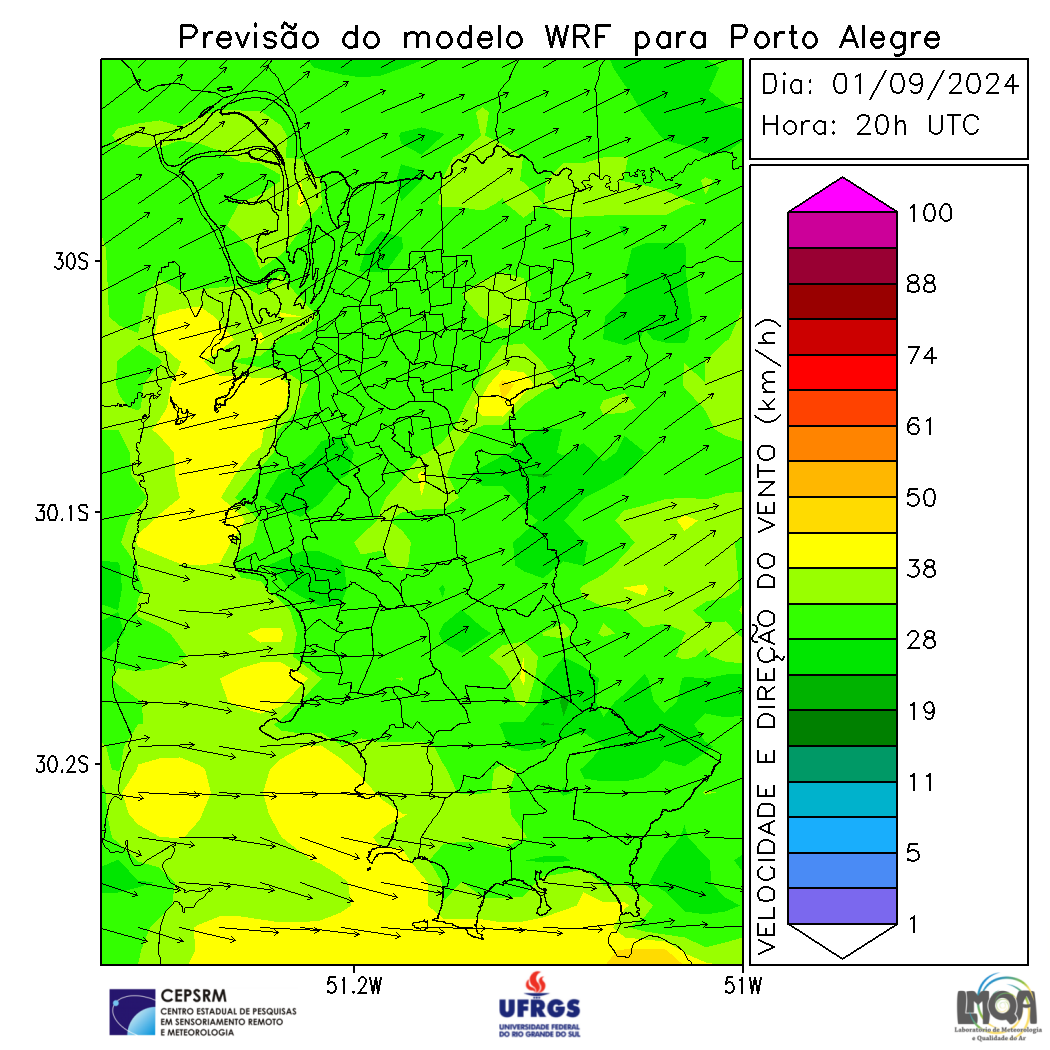 Previsão do modelo WRF para Porto Alegre
Dia: 01/09/2024
Hora: 20h UTC
30S
30.1S
30.2S
51.2W
51W
VELOCIDADE E DIREÇÃO DO VENTO (km/h)
100
88
74
61
50
38
28
19
11
5
1
CEPSRM
CENTRO ESTADUAL DE PESQUISAS
EM SENSORIAMENTO REMOTO
E METEOROLOGIA
UFRGS
UNIVERSIDADE FEDERAL
DO RIO GRANDE DO SUL
LMQA
Laboratório de Meteorologia
e Qualidade do Ar